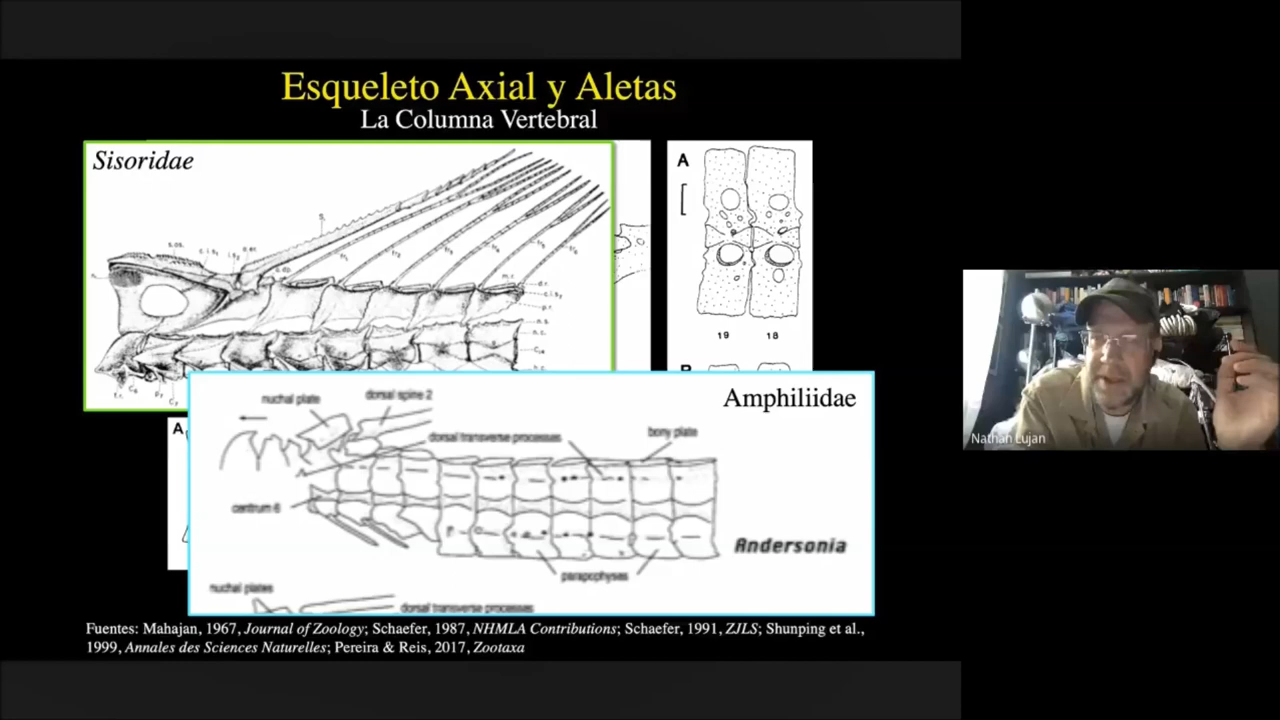 Esqueleto Axial y Aletas
La Columna Vertebral
Sisoridae
S.
A
19 18
Amphiliidae
nuchal plate
dorsal spine 2
dorsal transverse processes
bony plate
centrum 6
Andersonia
parapophyses
nuchal plates
dorsal transverse processes
A
Fuentes: Mahajan, 1967, Journal of Zoology; Schaefer, 1987, NHMLA Contributions; Schaefer, 1991, ZJLS; Shunping et al.,
1999, Annales des Sciences Naturelles; Pereira & Reis, 2017, Zootaxa
Nathan Lujan